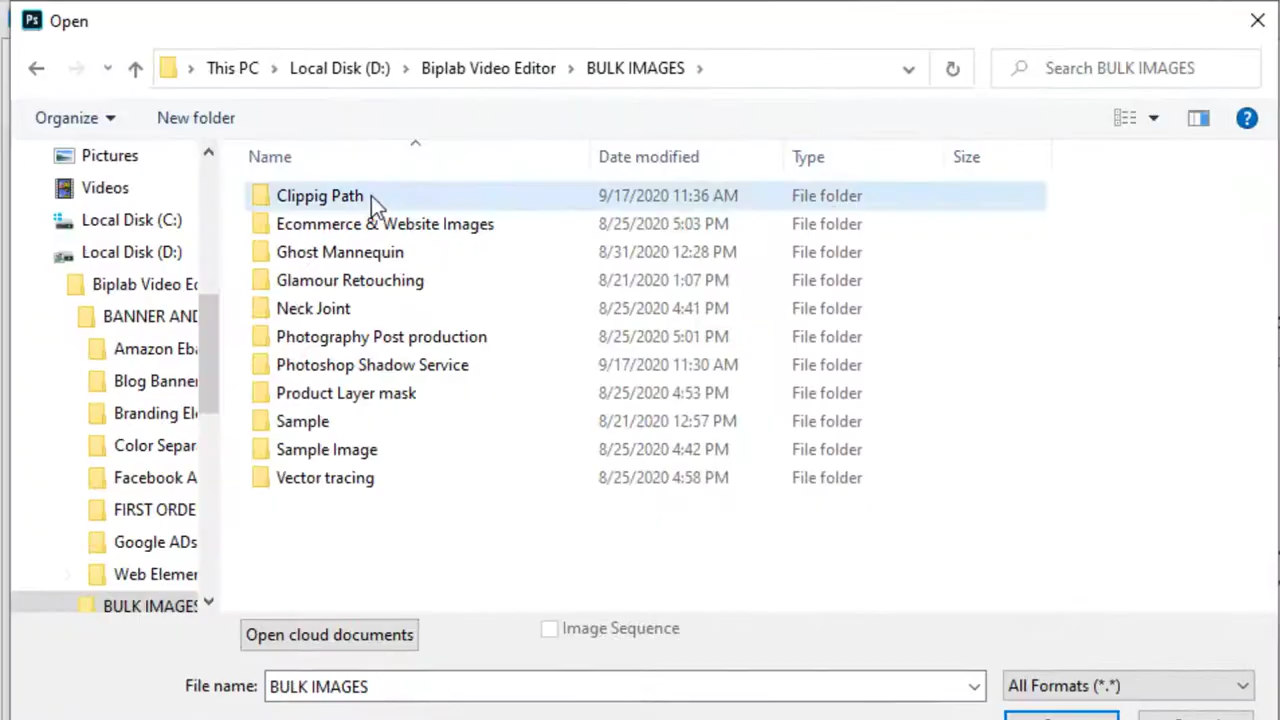 Ps Open
This PC > Local Disk (D:) > Biplab Video Editor > BULK IMAGES >
Search BULK IMAGES
Organize
New folder
Name
Date modified
Type
Size
Pictures
Videos
Local Disk (C:)
Local Disk (D:)
Biplab Video Ec
BANNER AND
Amazon Eba
Blog Banner
Branding Ele
Color Separ
Facebook A
FIRST ORDE
Google ADs
Web Elemer
BULK IMAGES
Clippig Path 9/17/2020 11:36 AM File folder
Ecommerce & Website Images 8/25/2020 5:03 PM File folder
Ghost Mannequin 8/31/2020 12:28 PM File folder
Glamour Retouching 8/21/2020 1:07 PM File folder
Neck Joint 8/25/2020 4:41 PM File folder
Photography Post production 8/25/2020 5:01 PM File folder
Photoshop Shadow Service 9/17/2020 11:30 AM File folder
Product Layer mask 8/25/2020 4:53 PM File folder
Sample 8/21/2020 12:57 PM File folder
Sample Image 8/25/2020 4:42 PM File folder
Vector tracing 8/25/2020 4:58 PM File folder
Open cloud documents
Image Sequence
File name: BULK IMAGES
All Formats (*.*)